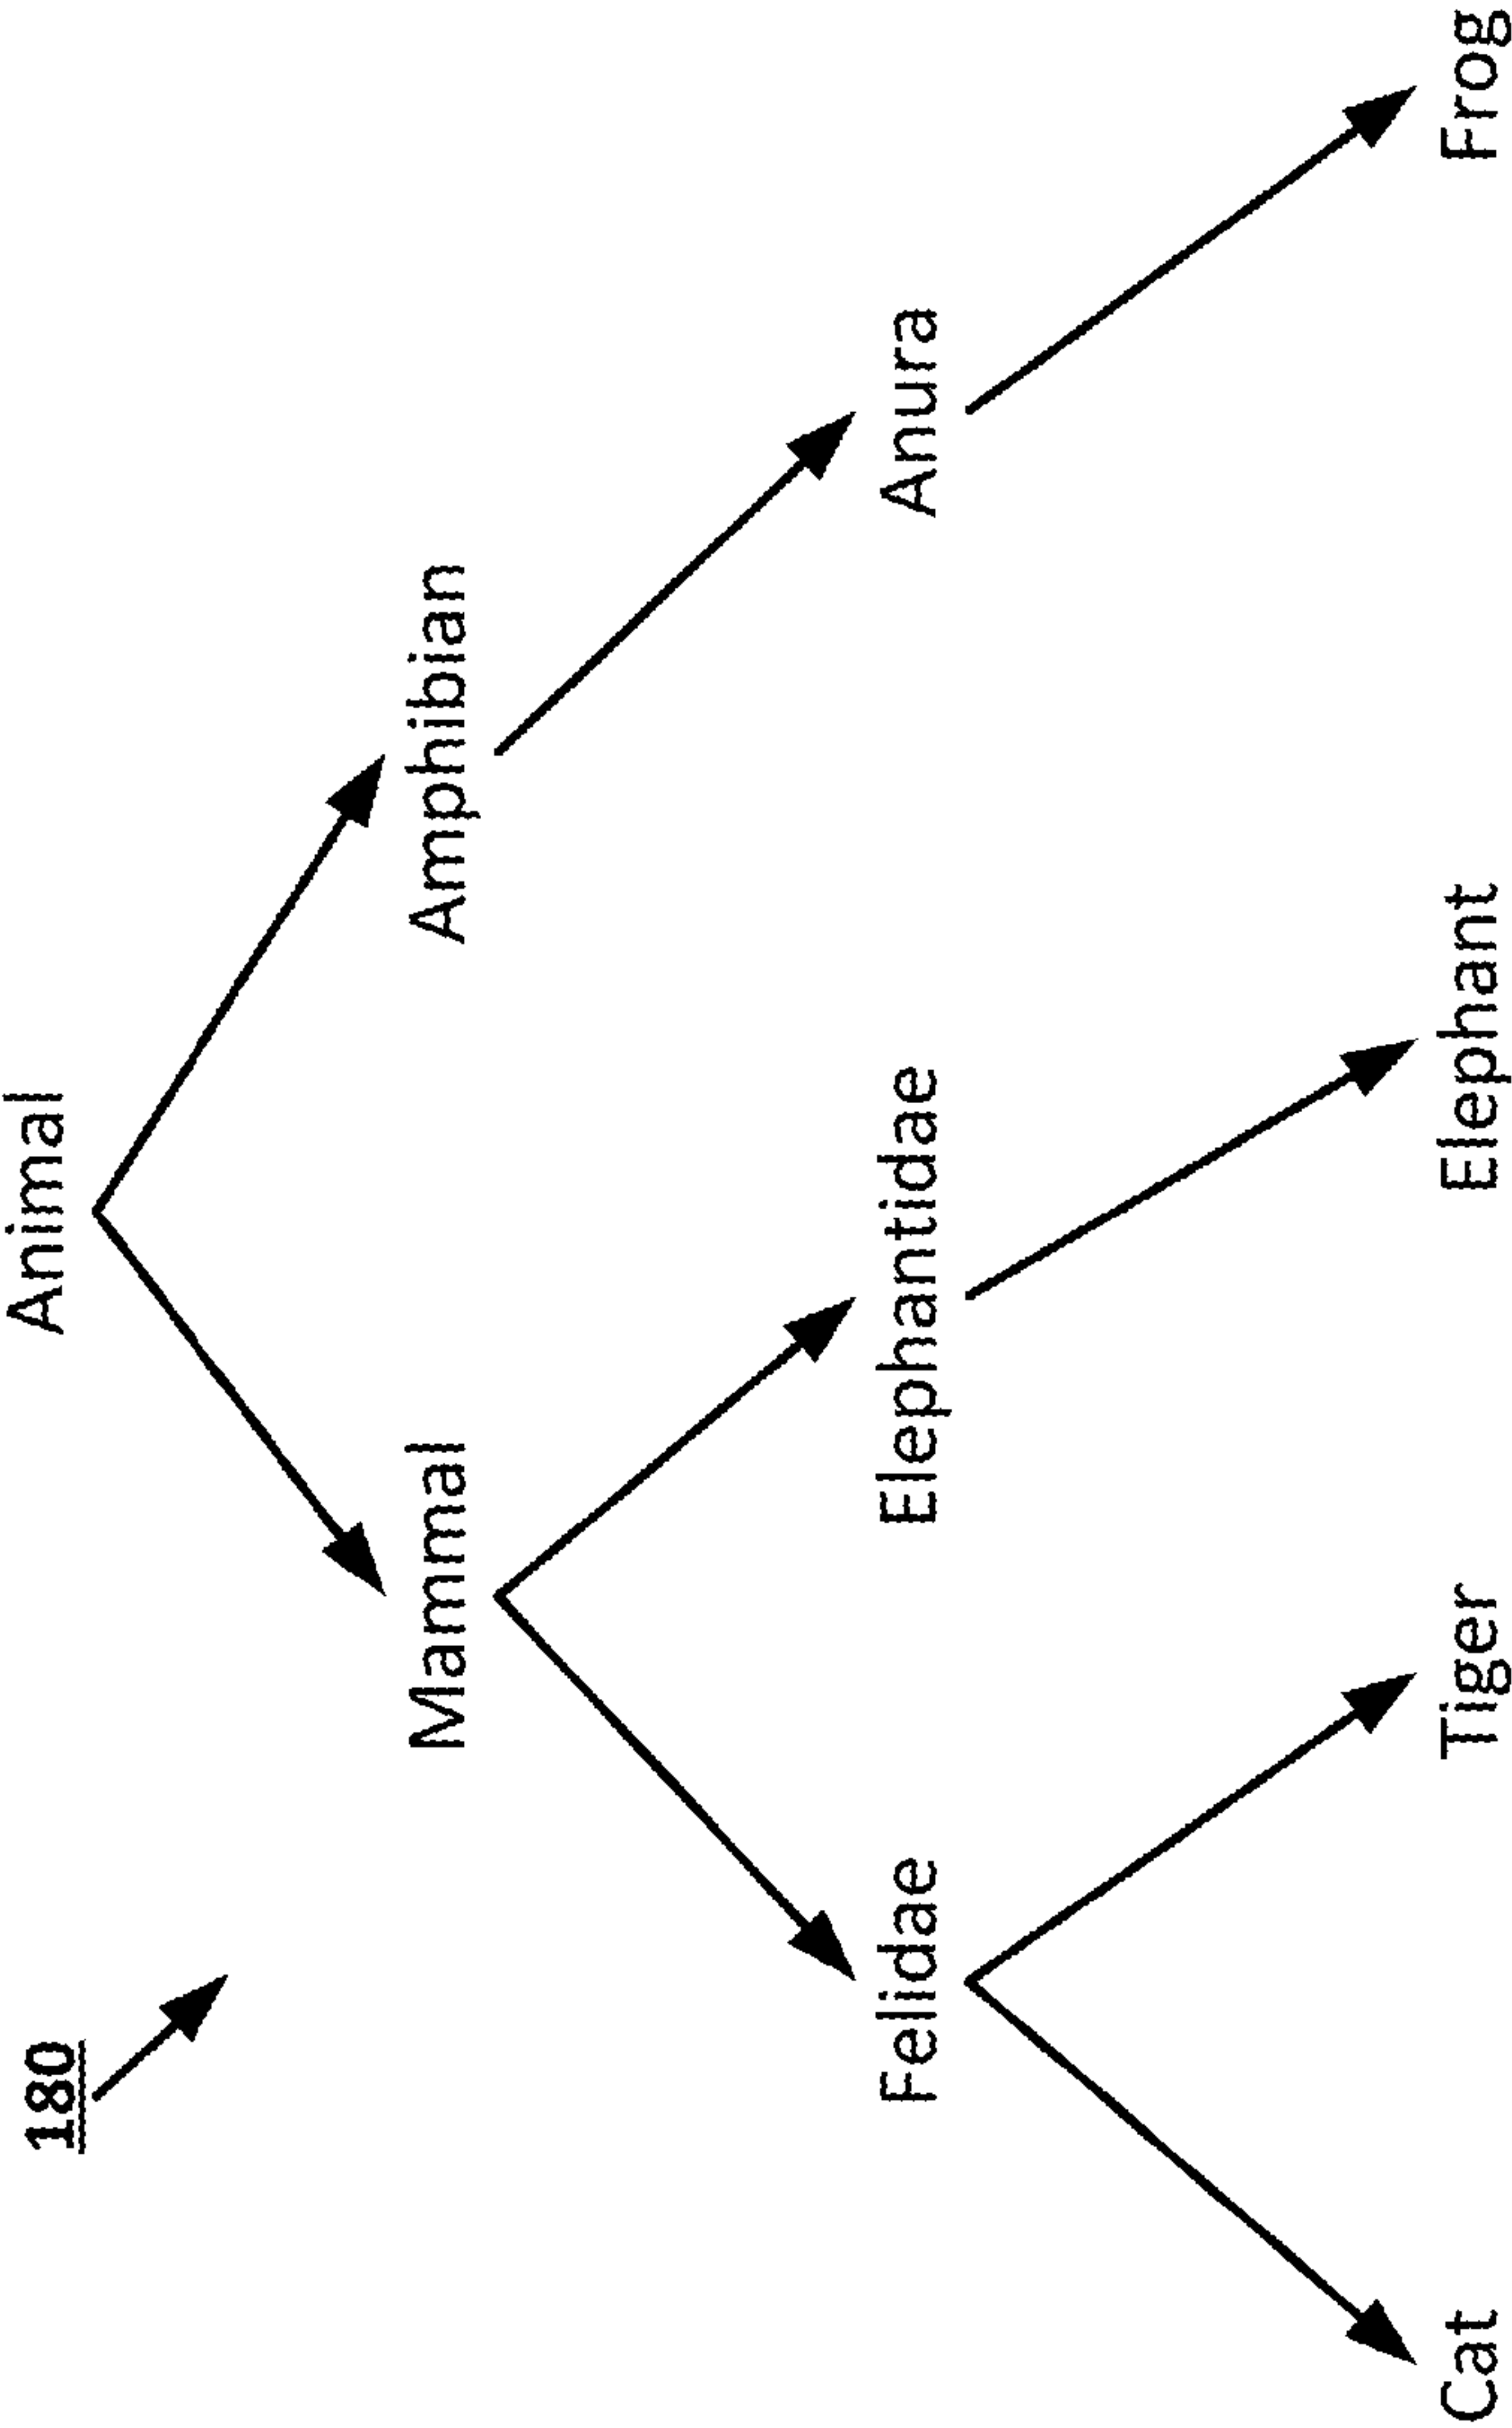 180
Animal
Mammal
Amphibian
Felidae
Elephantidae
Anura
Cat
Tiger
Elephant
Frog